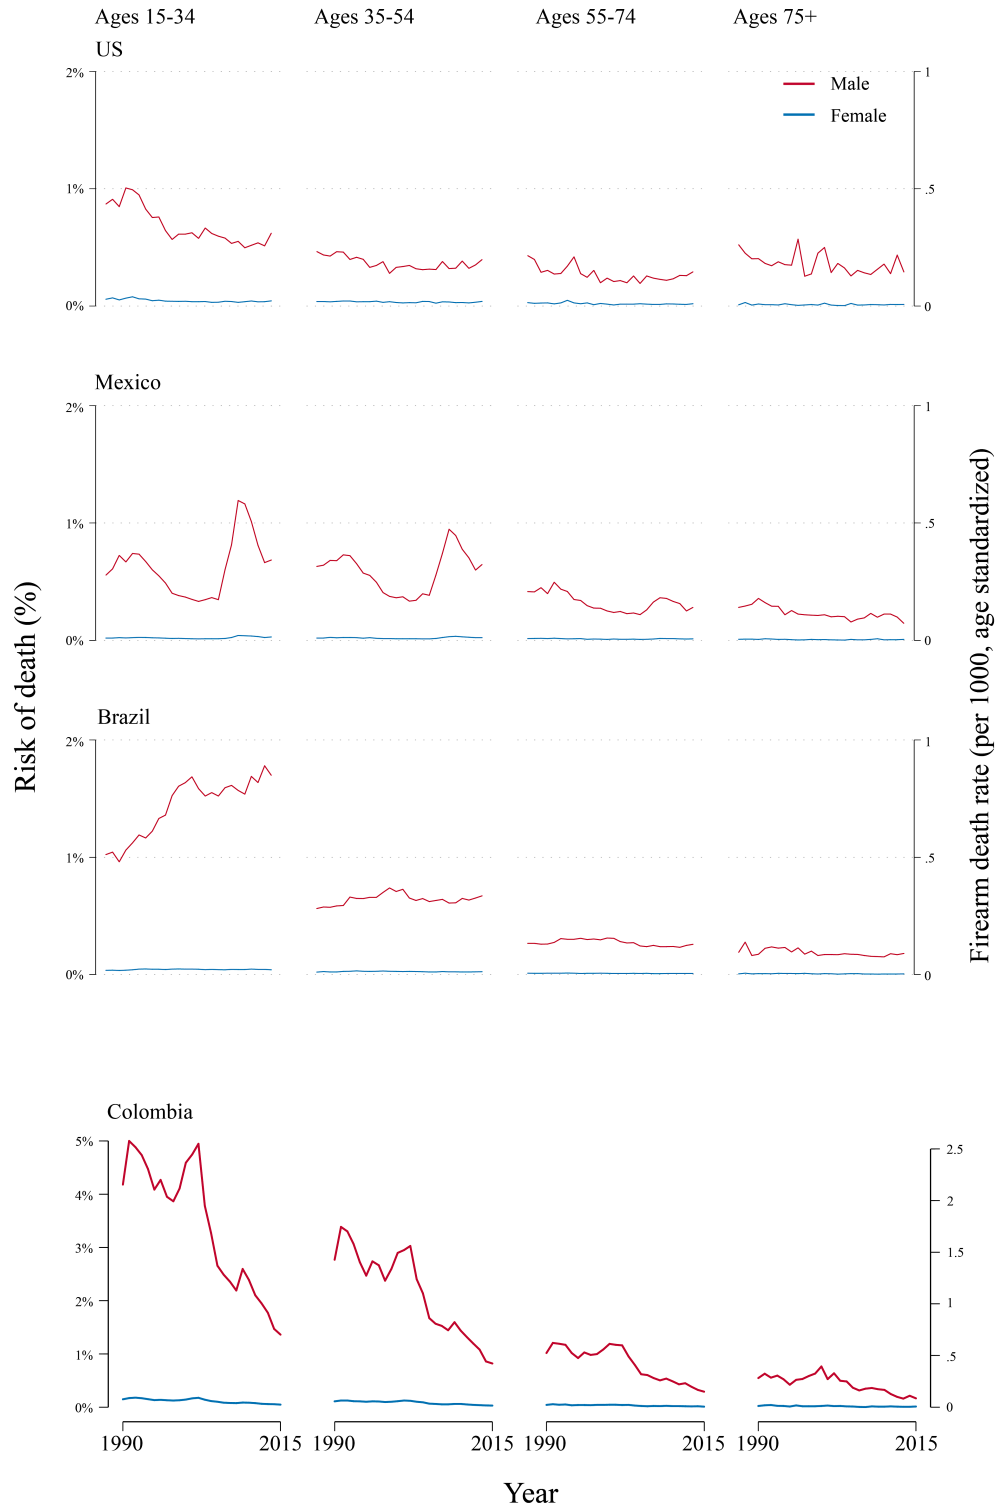 Ages 15-34 Ages 35-54 Ages 55-74 Ages 75+
US
2% 1
Male
Female
1% .5
0% 0
Mexico
2% 1
1% .5
0% 0
Brazil
2% 1
1% .5
0% 0
Risk of death (%)
Firearm death rate (per 1000, age standardized)
Colombia
5% 2.5
4% 2
3% 1.5
2% 1
1% .5
0% 0
1990 2015 1990 2015 1990 2015 1990 2015
Year